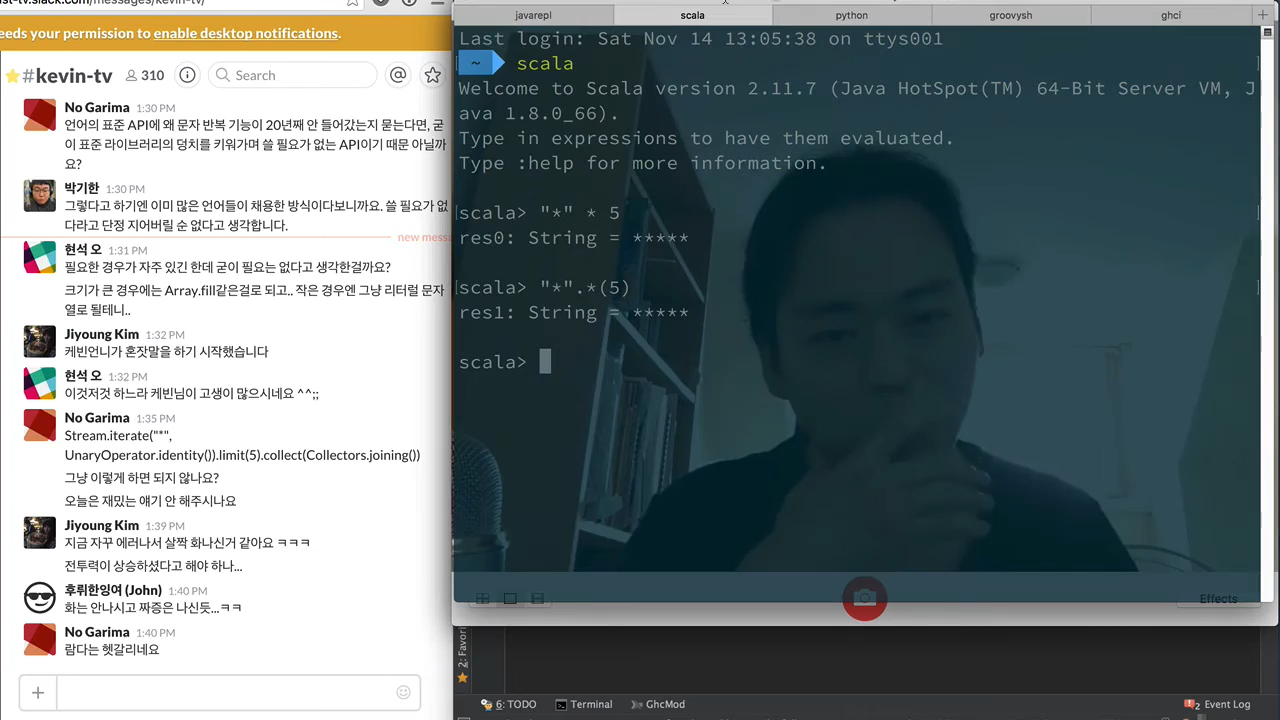 st-tv.slack.com/messages/kevin-tv/
eeds your permission to enable desktop notifications.
#kevin-tv
310
Search
No Garima 1:30 PM
언어의 표준 API에 왜 문자 반복 기능이 20년째 안 들어갔는지 묻는다면, 굳
이 표준 라이브러리의 덩치를 키워가며 쓸 필요가 없는 API이기 때문 아닐까
요?
박기한 1:30 PM
그렇다고 하기엔 이미 많은 언어들이 채용한 방식이다보니까요. 쓸 필요가 없
다라고 단정 지어버릴 순 없다고 생각합니다.
new messa
현석 오 1:31 PM
필요한 경우가 자주 있긴 한데 굳이 필요는 없다고 생각한걸까요?
크기가 큰 경우에는 Array.fill같은걸로 되고.. 작은 경우엔 그냥 리터럴 문자
열로 될테니..
Jiyoung Kim 1:32 PM
케빈언니가 혼잣말을 하기 시작했습니다
현석 오 1:32 PM
이것저것 하느라 케빈님이 고생이 많으시네요 ^^;;
No Garima 1:35 PM
Stream.iterate("*",
UnaryOperator.identity()).limit(5).collect(Collectors.joining())
그냥 이렇게 하면 되지 않나요?
오늘은 재밌는 얘기 안 해주시나요
Jiyoung Kim 1:39 PM
지금 자꾸 에러나서 살짝 화나신거 같아요 ㅋㅋㅋ
전투력이 상승하셨다고 해야 하나...
후뤼한잉여 (John) 1:40 PM
화는 안나시고 짜증은 나신듯...ㅋㅋ
No Garima 1:40 PM
람다는 헷갈리네요
javarepl
scala
python
groovysh
ghci
Last login: Sat Nov 14 13:05:38 on ttys001
~ scala
Welcome to Scala version 2.11.7 (Java HotSpot(TM) 64-Bit Server VM, J
ava 1.8.0_66).
Type in expressions to have them evaluated.
Type :help for more information.
scala> "*" * 5
res0: String = *****
scala> "*".*(5)
res1: String = *****
scala>
Effects
2: Favori
6: TODO
Terminal
GhcMod
2 Event Log